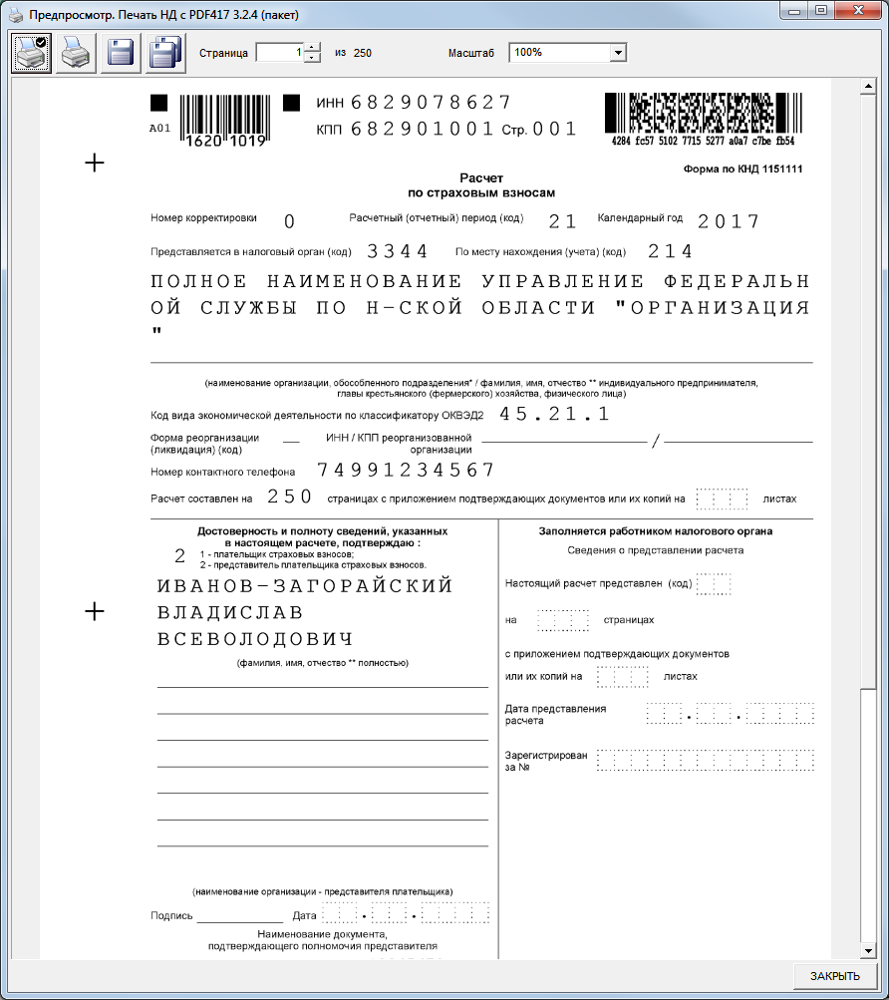 Предпросмотр. Печать НД с PDF417 3.2.4 (пакет)
Страница 1 из 250 Масштаб 100%
ИНН 6829078627
А01 1620 1019 КПП 682901001 Стр. 001
4284 fc57 5102 7715 5277 a0a7 c7be fb54
Форма по КНД 1151111
Расчет
по страховым взносам
Номер корректировки 0 Расчетный (отчетный) период (код) 21 Календарный год 2017
Представляется в налоговый орган (код) 3344 По месту нахождения (учета) (код) 214
ПОЛНОЕ НАИМЕНОВАНИЕ УПРАВЛЕНИЕ ФЕДЕРАЛЬН
ОЙ СЛУЖБЫ ПО Н-СКОЙ ОБЛАСТИ "ОРГАНИЗАЦИЯ
"
(наименование организации, обособленного подразделения* / фамилия, имя, отчество ** индивидуального предпринимателя,
главы крестьянского (фермерского) хозяйства, физического лица)
Код вида экономической деятельности по классификатору ОКВЭД2 45.21.1
Форма реорганизации
(ликвидация) (код)
ИНН / КПП реорганизованной
организации /
Номер контактного телефона 74991234567
Расчет составлен на 250 страницах с приложением подтверждающих документов или их копий на листах
Достоверность и полноту сведений, указанных
в настоящем расчете, подтверждаю :
2 1 - плательщик страховых взносов;
2 - представитель плательщика страховых взносов.
ИВАНОВ-ЗАГОРАЙСКИЙ
ВЛАДИСЛАВ
ВСЕВОЛОДОВИЧ
(фамилия, имя, отчество ** полностью)
(наименование организации - представителя плательщика)
Подпись Дата . .
Наименование документа,
подтверждающего полномочия представителя
Заполняется работником налогового органа
Сведения о представлении расчета
Настоящий расчет представлен (код)
на страницах
с приложением подтверждающих документов
или их копий на листах
Дата представления
расчета . .
Зарегистрирован
за №
ЗАКРЫТЬ